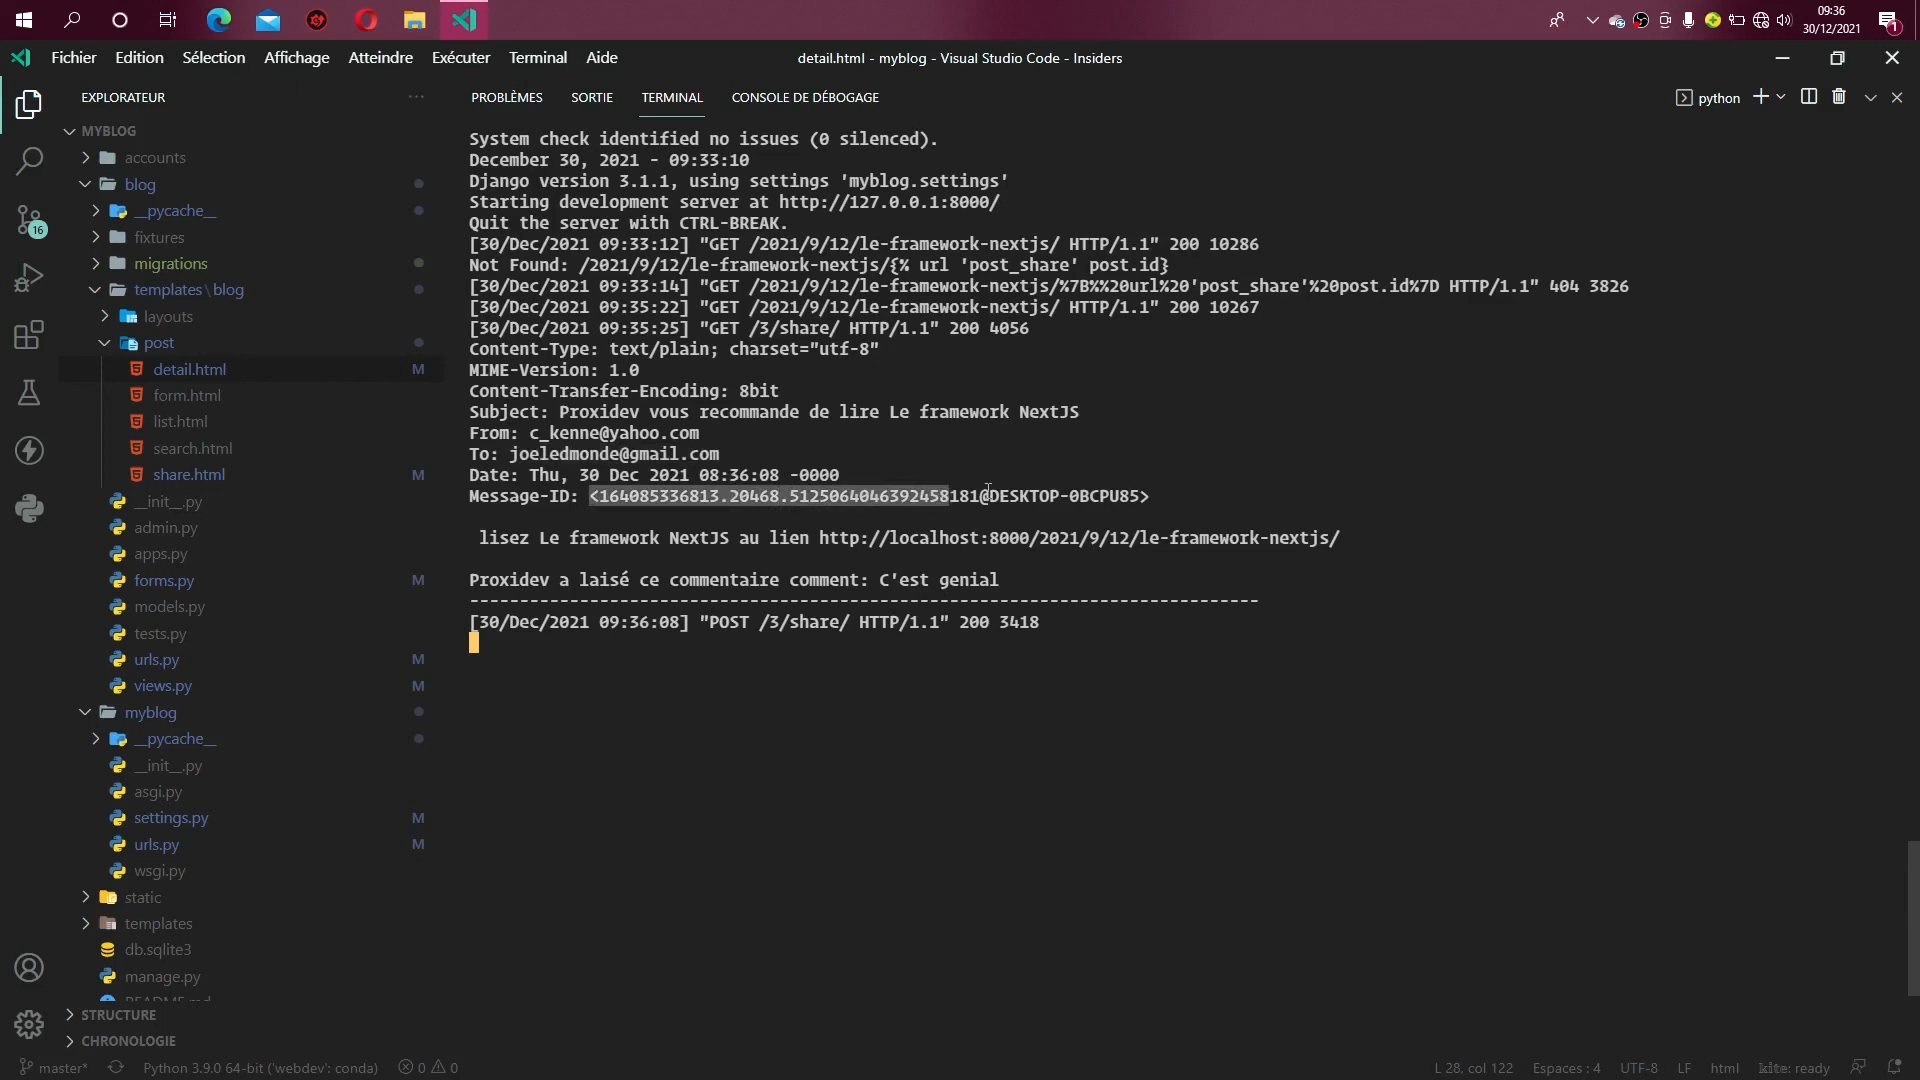 09:36
30/12/2021
1
Fichier Edition Sélection Affichage Atteindre Exécuter Terminal Aide
detail.html - myblog - Visual Studio Code - Insiders
EXPLORATEUR
MYBLOG
accounts
blog
__pycache__
fixtures
migrations
templates\blog
layouts
post
detail.html M
form.html
list.html
search.html
share.html M
__init__.py
admin.py
apps.py
forms.py M
models.py
tests.py
urls.py M
views.py M
myblog
__pycache__
__init__.py
asgi.py
settings.py M
urls.py M
wsgi.py
static
templates
db.sqlite3
manage.py
README.md
STRUCTURE
CHRONOLOGIE
16
PROBLÈMES SORTIE TERMINAL CONSOLE DE DÉBOGAGE
python
System check identified no issues (0 silenced).
December 30, 2021 - 09:33:10
Django version 3.1.1, using settings 'myblog.settings'
Starting development server at http://127.0.0.1:8000/
Quit the server with CTRL-BREAK.
[30/Dec/2021 09:33:12] "GET /2021/9/12/le-framework-nextjs/ HTTP/1.1" 200 10286
Not Found: /2021/9/12/le-framework-nextjs/{% url 'post_share' post.id}
[30/Dec/2021 09:33:14] "GET /2021/9/12/le-framework-nextjs/%7B%%20url%20'post_share'%20post.id%7D HTTP/1.1" 404 3826
[30/Dec/2021 09:35:22] "GET /2021/9/12/le-framework-nextjs/ HTTP/1.1" 200 10267
[30/Dec/2021 09:35:25] "GET /3/share/ HTTP/1.1" 200 4056
Content-Type: text/plain; charset="utf-8"
MIME-Version: 1.0
Content-Transfer-Encoding: 8bit
Subject: Proxidev vous recommande de lire Le framework NextJS
From: c_kenne@yahoo.com
To: joeledmonde@gmail.com
Date: Thu, 30 Dec 2021 08:36:08 -0000
Message-ID: <164085336813.20468.5125064046392458181@DESKTOP-0BCPU85>
lisez Le framework NextJS au lien http://localhost:8000/2021/9/12/le-framework-nextjs/
Proxidev a laisé ce commentaire comment: C'est genial
-------------------------------------------------------------------------------
[30/Dec/2021 09:36:08] "POST /3/share/ HTTP/1.1" 200 3418
master* Python 3.9.0 64-bit ('webdev': conda) 0 0
L 28, col 122 Espaces : 4 UTF-8 LF html kite: ready